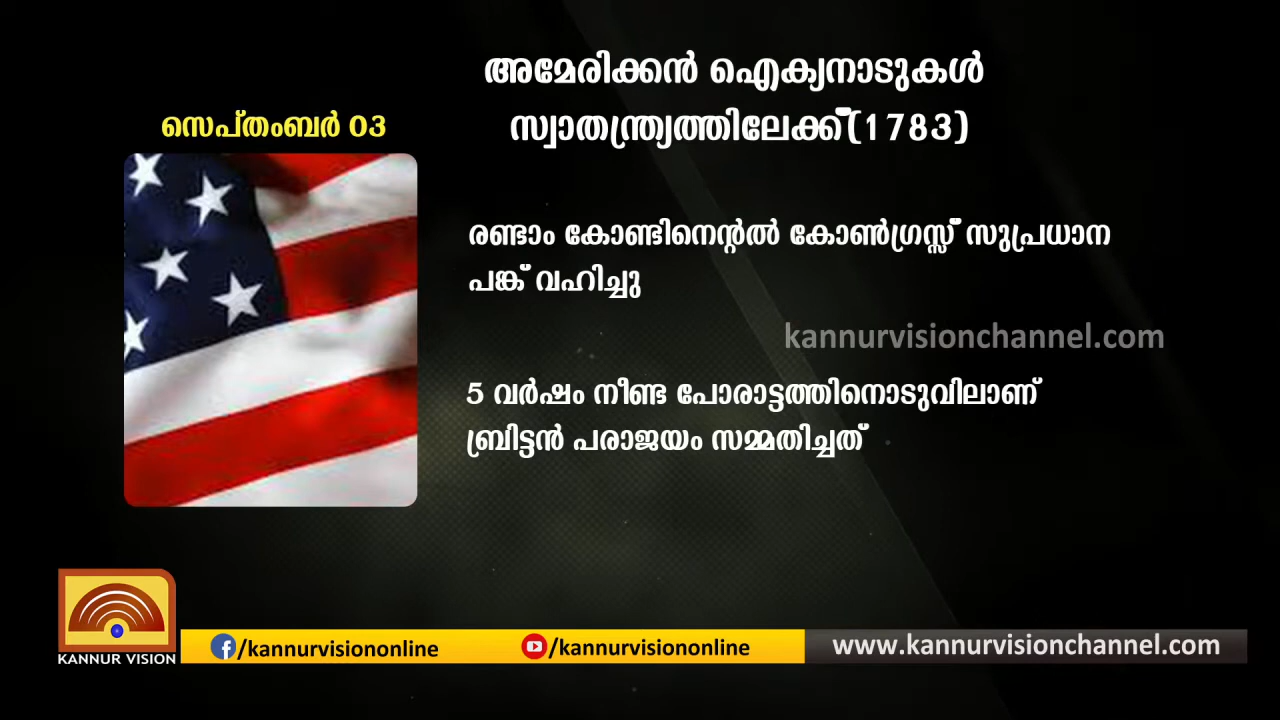 അമേരിക്കൻ ഐക്യനാടുകൾ
സ്വാതന്ത്ര്യത്തിലേക്ക്(1783)
സെപ്തംബർ 03
രണ്ടാം കോണ്ടിനെന്റൽ കോൺഗ്രസ്സ് സുപ്രധാന
പങ്ക് വഹിച്ചു
kannurvisionchannel.com
5 വർഷം നീണ്ട പോരാട്ടത്തിനൊടുവിലാണ്
ബ്രിട്ടൻ പരാജയം സമ്മതിച്ചത്
KANNUR VISION
/kannurvisiononline
/kannurvisiononline
www.kannurvisionchannel.com